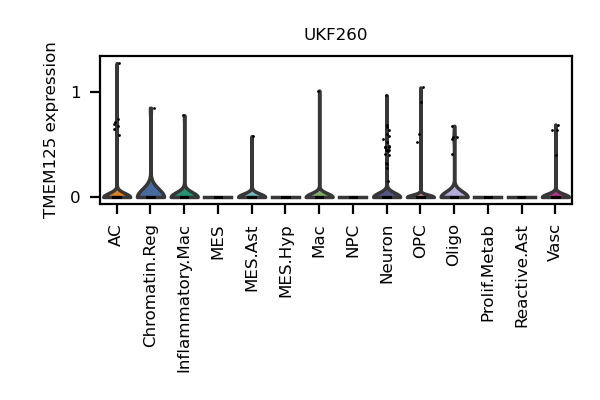 UKF260
TMEM125 expression
1
0
AC
Chromatin.Reg
Inflammatory.Mac
MES
MES.Ast
MES.Hyp
Mac
NPC
Neuron
OPC
Oligo
Prolif.Metab
Reactive.Ast
Vasc